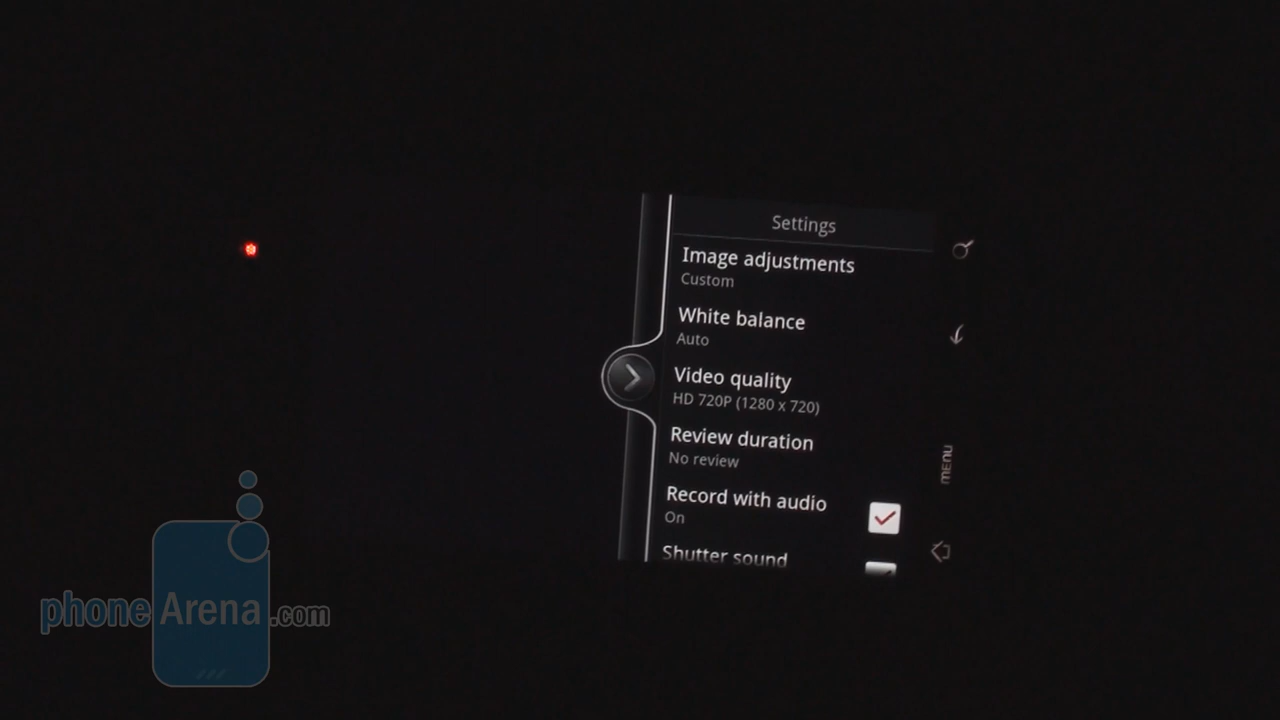 Settings
Image adjustments
Custom
White balance
Auto
Video quality
HD 720P (1280 x 720)
Review duration
No review
Record with audio
On
Shutter sound
MENU
phoneArena.com